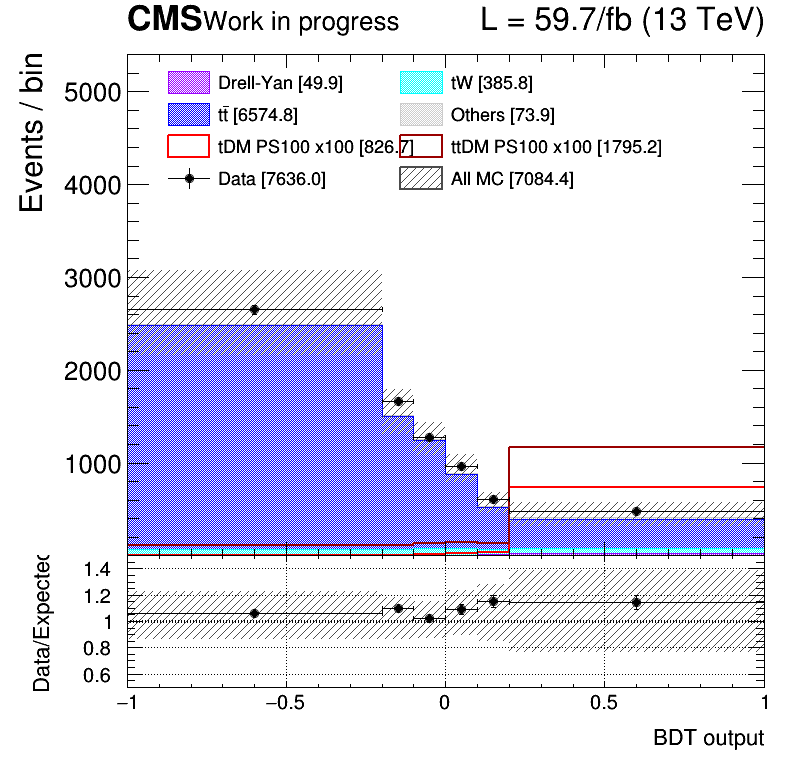 CMS Work in progress L = 59.7/fb (13 TeV)
Events / bin
5000
4000
3000
2000
1000
Drell-Yan [49.9] tW [385.8]
tt̄ [6574.8] Others [73.9]
tDM PS100 x100 [826.7] ttDM PS100 x100 [1795.2]
Data [7636.0] All MC [7084.4]
Data/Expected
1.4
1.2
1
0.8
0.6
−1 −0.5 0 0.5 1
BDT output